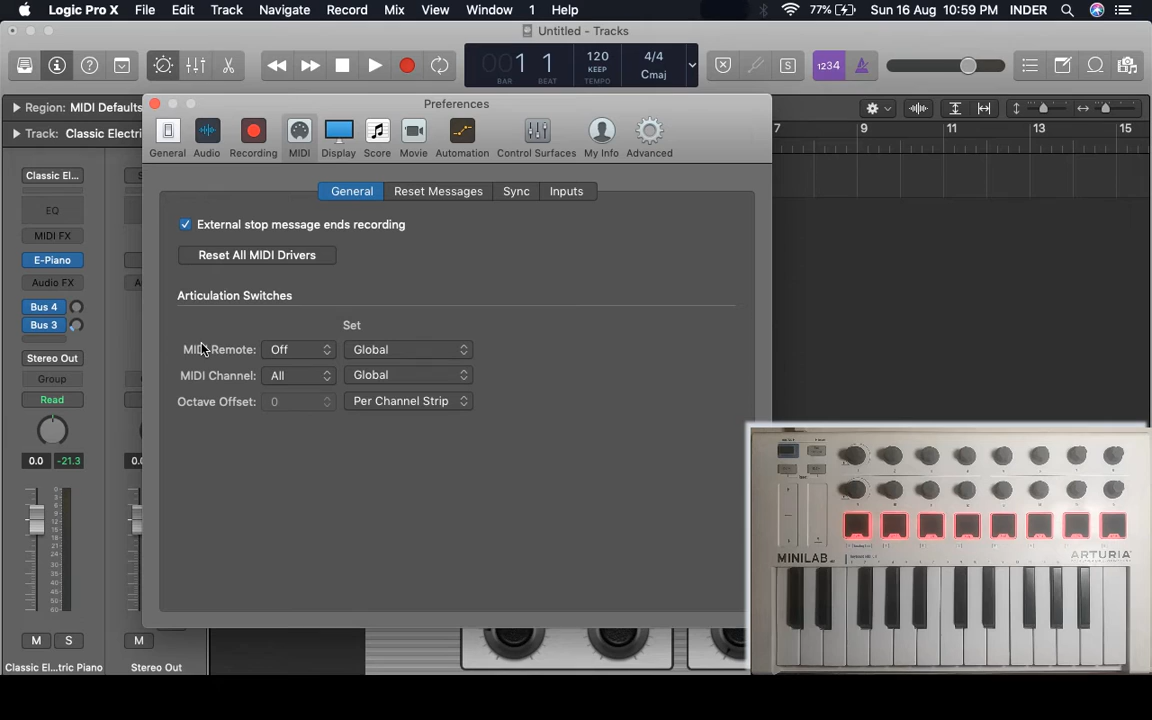 Logic Pro X File Edit Track Navigate Record Mix View Window 1 Help 77% Sun 16 Aug 10:59 PM INDER
Untitled - Tracks
001 1
BAR BEAT
120
KEEP
TEMPO
4/4
Cmaj
1234
Region: MIDI Defaults
Track: Classic Electri
Preferences
General Audio Recording MIDI Display Score Movie Automation Control Surfaces My Info Advanced
7 9 11 13 15
General Reset Messages Sync Inputs
External stop message ends recording
Reset All MIDI Drivers
Articulation Switches
Set
MIDI Remote: Off Global
MIDI Channel: All Global
Octave Offset: 0 Per Channel Strip
Classic El...
EQ
MIDI FX
E-Piano
Audio FX
Bus 4
Bus 3
Stereo Out
Group
Read
0.0 -21.3 0.0
M S M
Classic El...tric Piano Stereo Out
MINILAB
ARTURIA